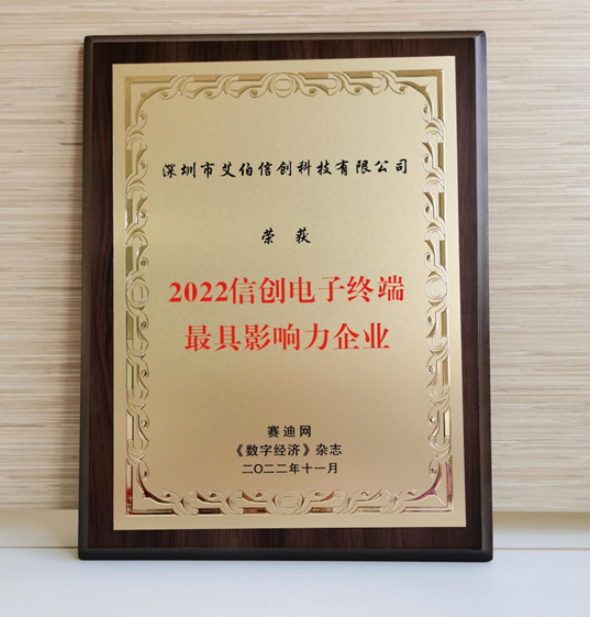 深圳市艾伯信创科技有限公司
荣获
2022信创电子终端
最具影响力企业
赛迪网
《数字经济》杂志
二〇二二年十一月